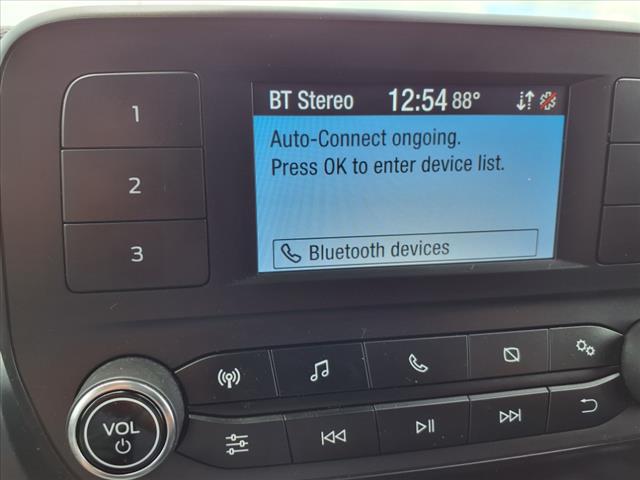 BT Stereo 12:54 88°
Auto-Connect ongoing.
Press OK to enter device list.
Bluetooth devices
1
2
3
VOL